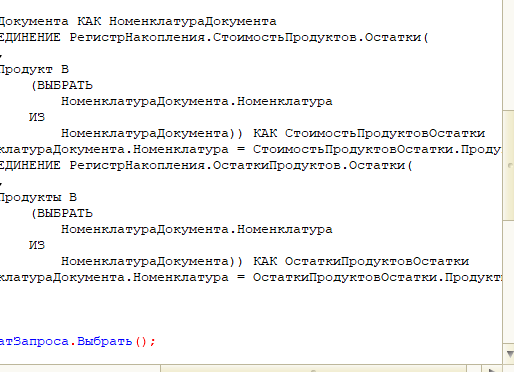 Документа КАК НоменклатураДокумента
ЕДИНЕНИЕ РегистрНакопления.СтоимостьПродуктов.Остатки(
,
Продукт В
(ВЫБРАТЬ
НоменклатураДокумента.Номенклатура
ИЗ
НоменклатураДокумента)) КАК СтоимостьПродуктовОстатки
клатураДокумента.Номенклатура = СтоимостьПродуктовОстатки.Проду
ЕДИНЕНИЕ РегистрНакопления.ОстаткиПродуктов.Остатки(
,
Продукты В
(ВЫБРАТЬ
НоменклатураДокумента.Номенклатура
ИЗ
НоменклатураДокумента)) КАК ОстаткиПродуктовОстатки
клатураДокумента.Номенклатура = ОстаткиПродуктовОстатки.Продукт
атЗапроса.Выбрать();